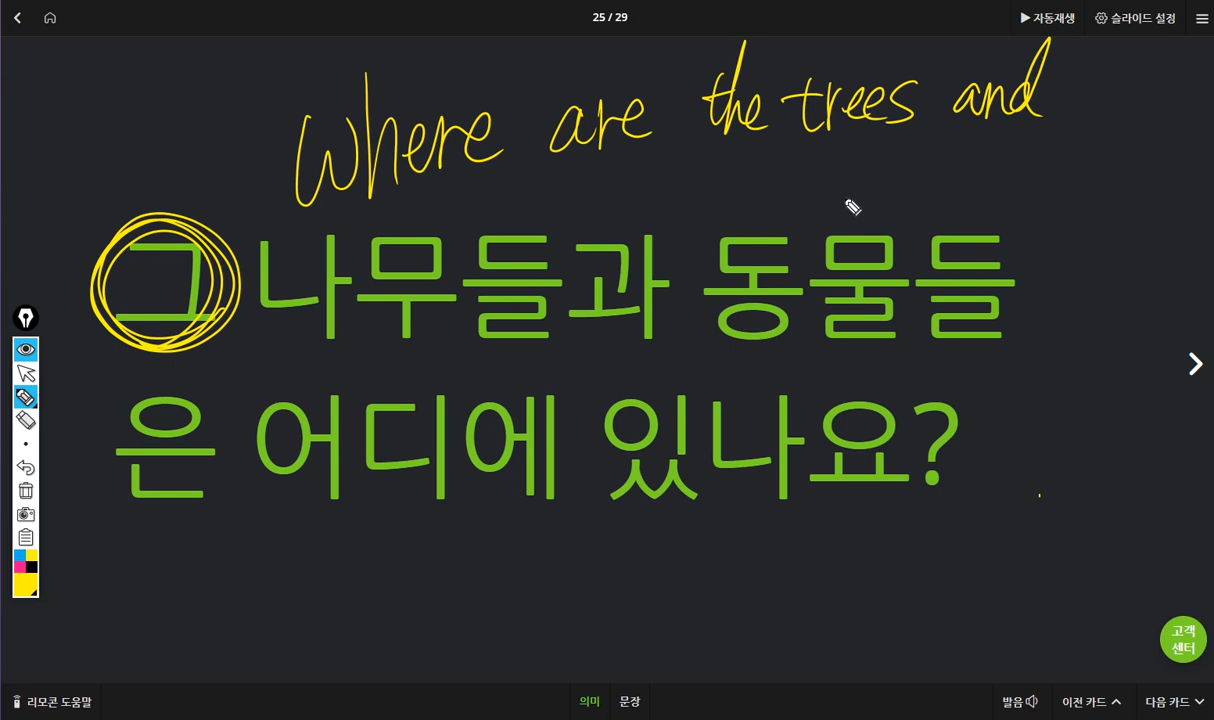 25 / 29
▶ 자동재생
슬라이드 설정
Where are the trees and
그 나무들과 동물들
은 어디에 있나요?
고객
센터
리모콘 도움말
의미
문장
발음
이전 카드
다음 카드